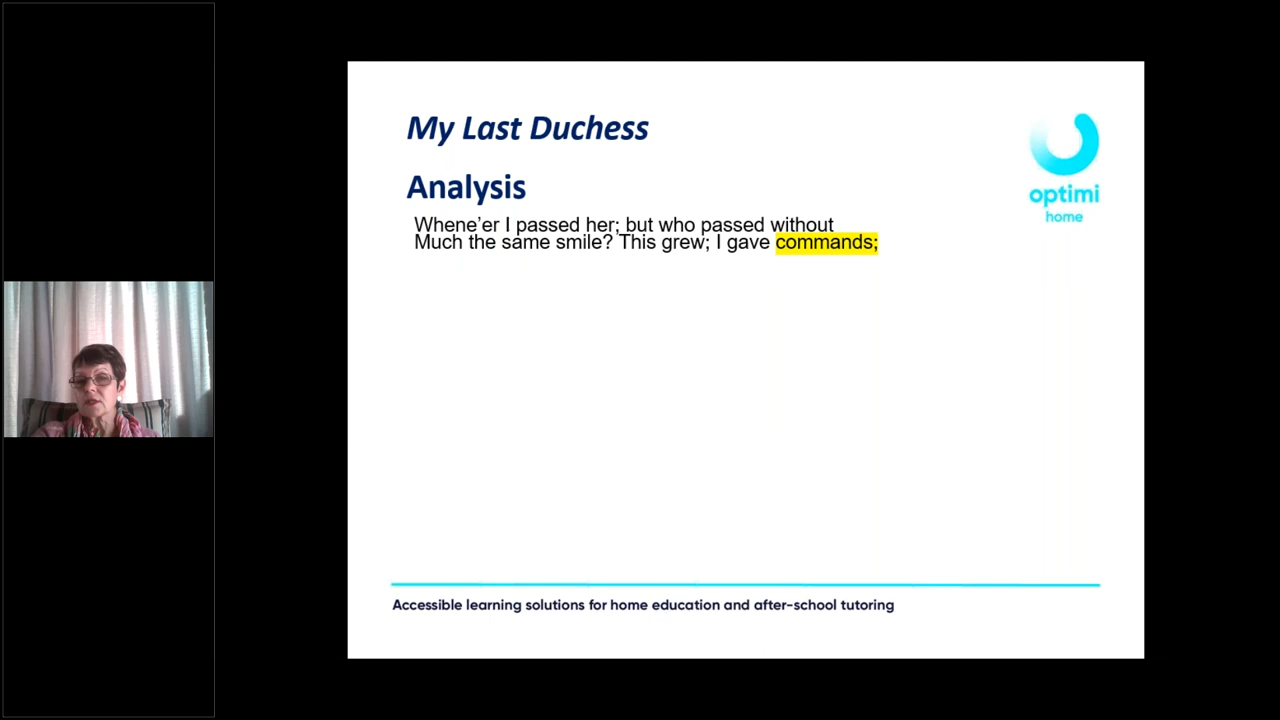 My Last Duchess
optimi
home
Analysis
Whene’er I passed her; but who passed without
Much the same smile? This grew; I gave commands;
Accessible learning solutions for home education and after-school tutoring